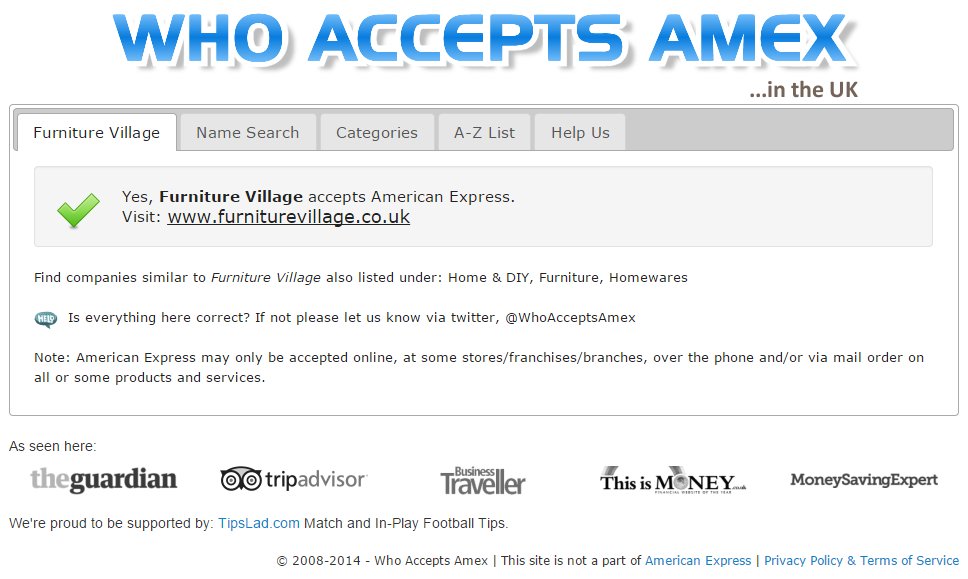 WHO ACCEPTS AMEX
...in the UK
Furniture Village
Name Search
Categories
A-Z List
Help Us
Yes, Furniture Village accepts American Express.
Visit: www.furniturevillage.co.uk
Find companies similar to Furniture Village also listed under: Home & DIY, Furniture, Homewares
HELP Is everything here correct? If not please let us know via twitter, @WhoAcceptsAmex
Note: American Express may only be accepted online, at some stores/franchises/branches, over the phone and/or via mail order on
all or some products and services.
As seen here:
theguardian
tripadvisor
Business
Traveller
This is MONEY.co.uk
FINANCIAL WEBSITE OF THE YEAR
MoneySavingExpert
We're proud to be supported by: TipsLad.com Match and In-Play Football Tips.
© 2008-2014 - Who Accepts Amex | This site is not a part of American Express | Privacy Policy & Terms of Service